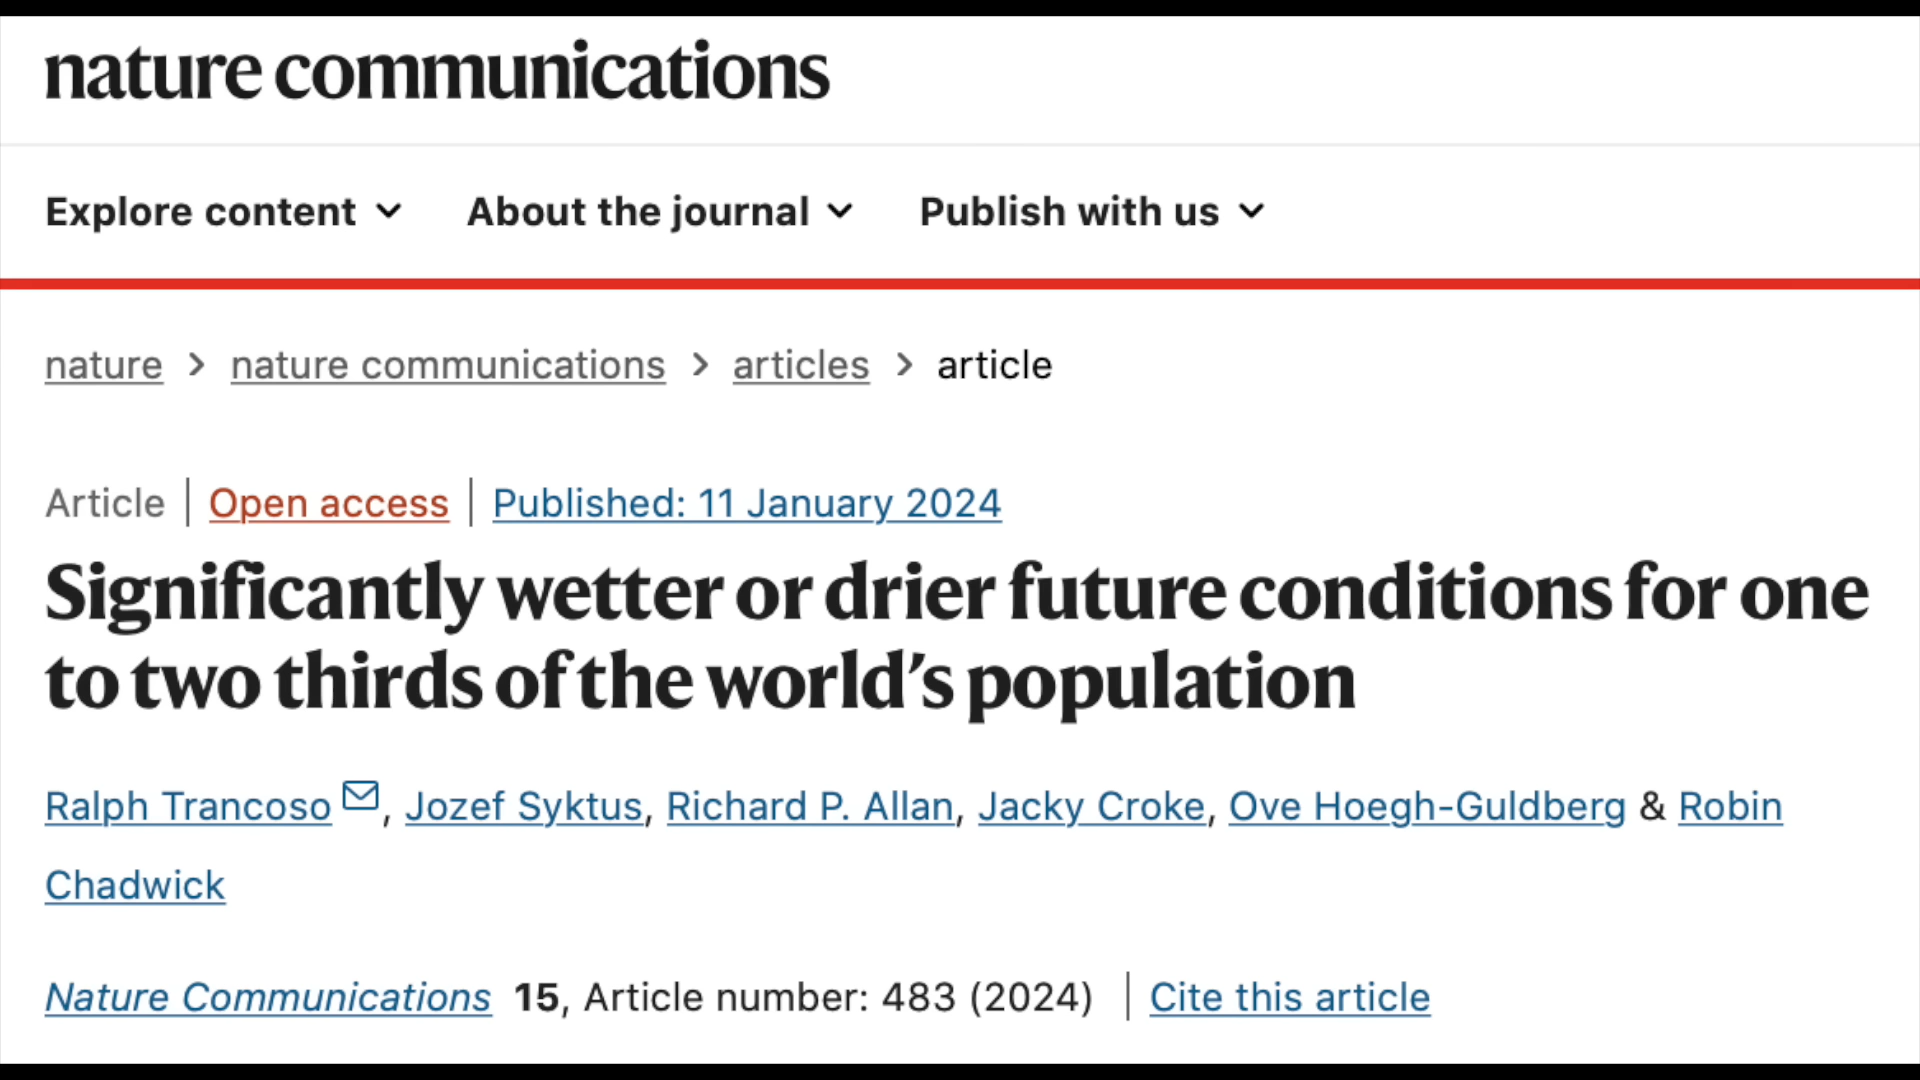 nature communications
Explore content About the journal Publish with us
nature > nature communications > articles > article
Article | Open access | Published: 11 January 2024
Significantly wetter or drier future conditions for one
to two thirds of the world’s population
Ralph Trancoso, Jozef Syktus, Richard P. Allan, Jacky Croke, Ove Hoegh-Guldberg & Robin
Chadwick
Nature Communications 15, Article number: 483 (2024) | Cite this article